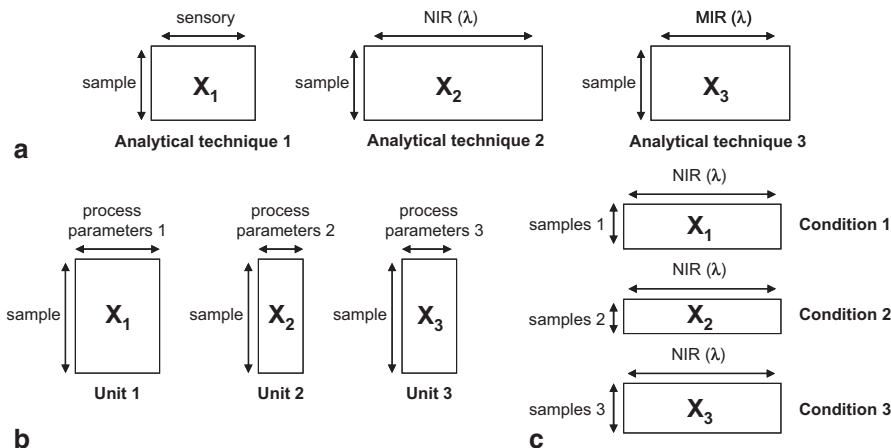 sensory
NIR (λ)
MIR (λ)
sample X₁
sample X₂
sample X₃
Analytical technique 1
Analytical technique 2
Analytical technique 3
a
process
parameters 1
process
parameters 2
process
parameters 3
sample X₁
sample X₂
sample X₃
Unit 1
Unit 2
Unit 3
b
NIR (λ)
samples 1 X₁ Condition 1
NIR (λ)
samples 2 X₂ Condition 2
NIR (λ)
samples 3 X₃ Condition 3
c